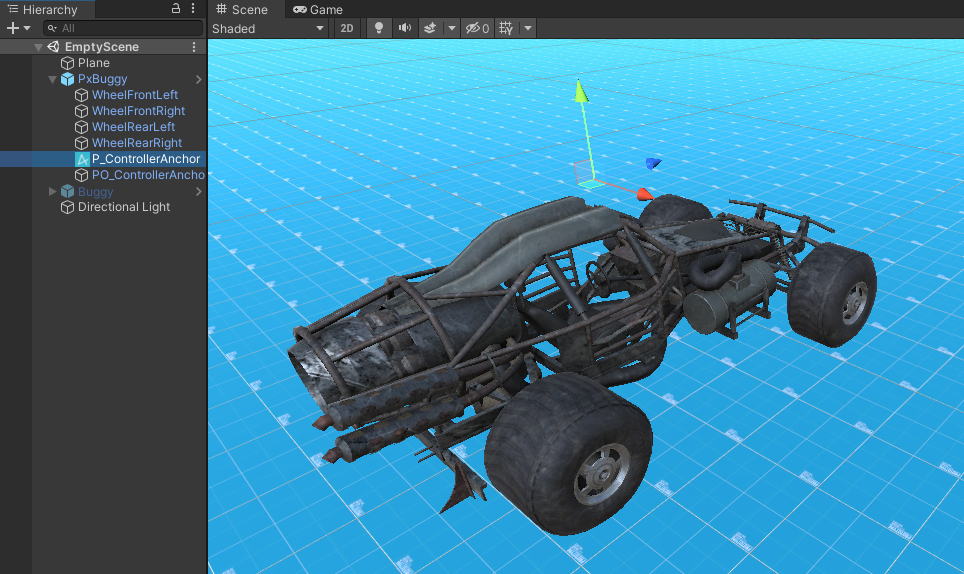 Hierarchy
Scene
Game
All
Shaded
2D
0
EmptyScene
Plane
PxBuggy
WheelFrontLeft
WheelFrontRight
WheelRearLeft
WheelRearRight
P_ControllerAnchor
PO_ControllerAncho
Buggy
Directional Light